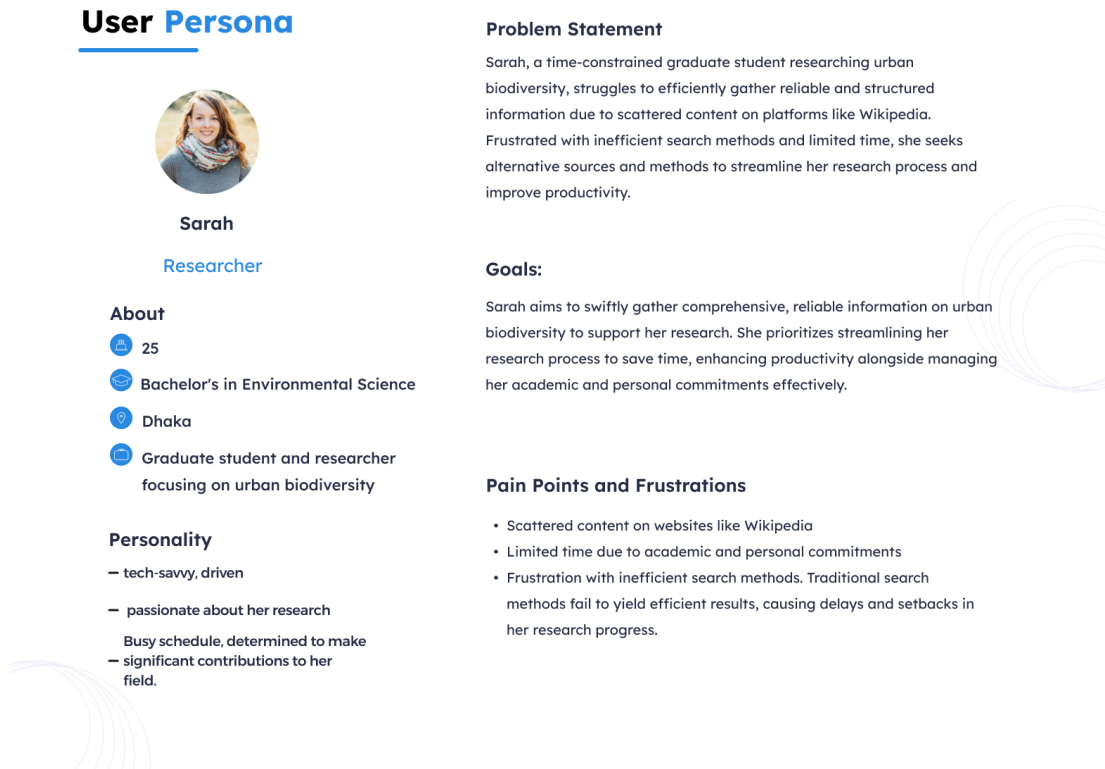 User Persona
Sarah
Researcher
About
25
Bachelor's in Environmental Science
Dhaka
Graduate student and researcher
focusing on urban biodiversity
Personality
– tech-savvy, driven
– passionate about her research
Busy schedule, determined to make
– significant contributions to her
field.
Problem Statement
Sarah, a time-constrained graduate student researching urban
biodiversity, struggles to efficiently gather reliable and structured
information due to scattered content on platforms like Wikipedia.
Frustrated with inefficient search methods and limited time, she seeks
alternative sources and methods to streamline her research process and
improve productivity.
Goals:
Sarah aims to swiftly gather comprehensive, reliable information on urban
biodiversity to support her research. She prioritizes streamlining her
research process to save time, enhancing productivity alongside managing
her academic and personal commitments effectively.
Pain Points and Frustrations
• Scattered content on websites like Wikipedia
• Limited time due to academic and personal commitments
• Frustration with inefficient search methods. Traditional search
methods fail to yield efficient results, causing delays and setbacks in
her research progress.